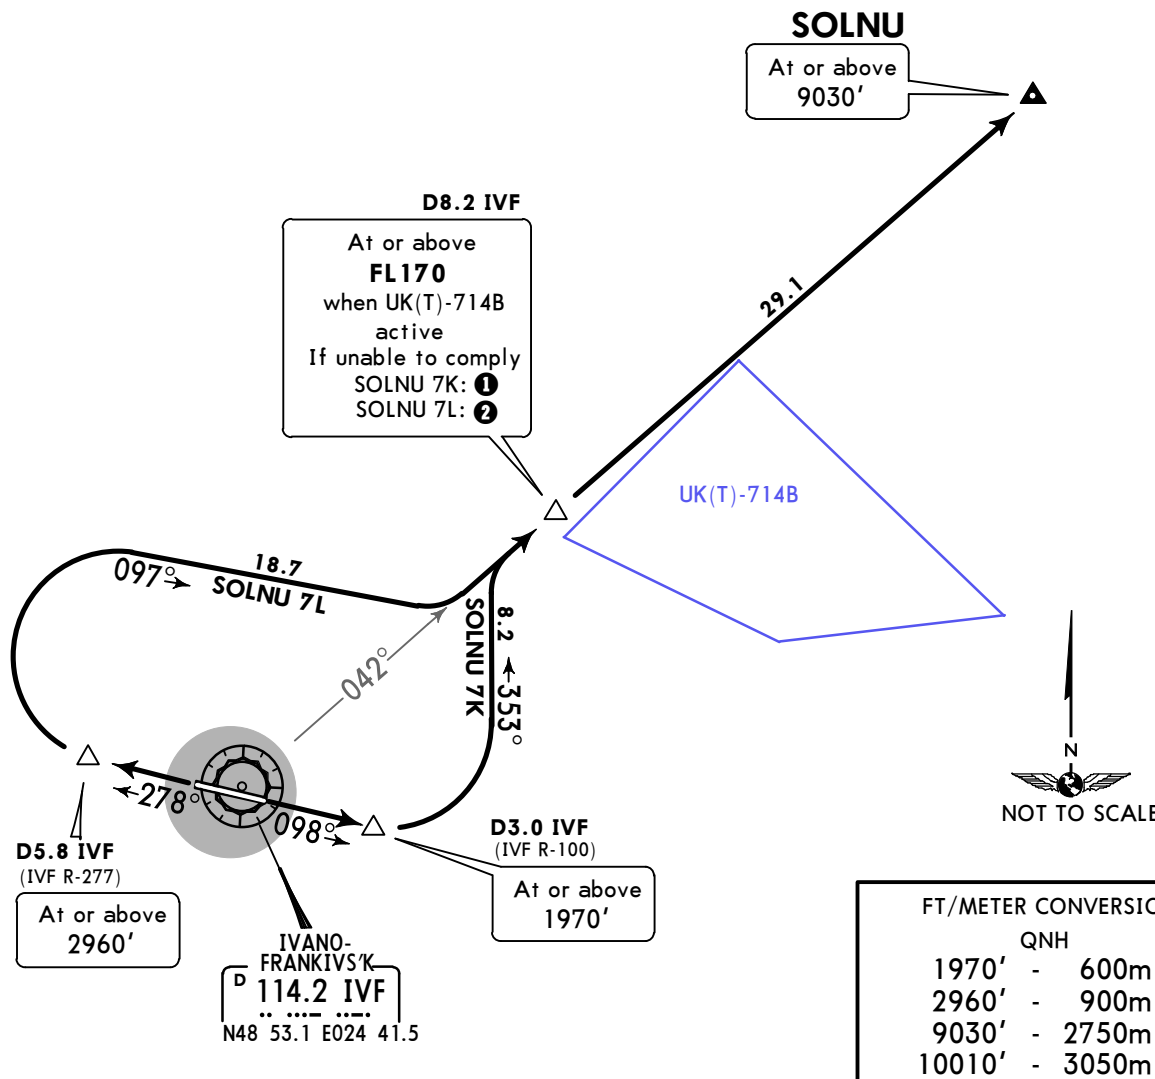 SOLNU
At or above
9030'
D8.2 IVF
At or above
FL170
when UK(T)-714B
active
If unable to comply
SOLNU 7K: 1
SOLNU 7L: 2
29.1
UK(T)-714B
18.7
097°
SOLNU 7L
SOLNU 7K
8.2
353°
042°
278°
098°
D5.8 IVF
(IVF R-277)
At or above
2960'
D3.0 IVF
(IVF R-100)
At or above
1970'
IVANO-
FRANKIVS'K
D 114.2 IVF
N48 53.1 E024 41.5
N
NOT TO SCALE
FT/METER CONVERSIO
QNH
1970' - 600m
2960' - 900m
9030' - 2750m
10010' - 3050m